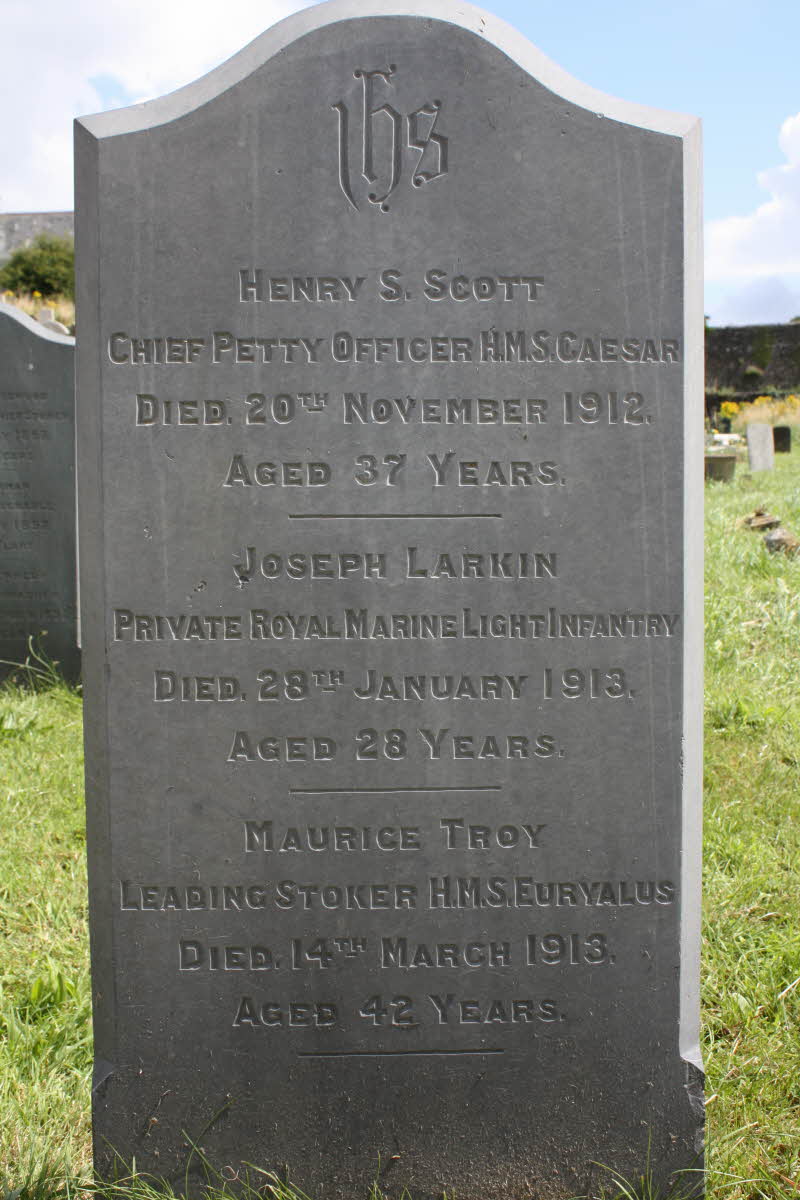 ihs
HENRY S. SCOTT
CHIEF PETTY OFFICER H.M.S. CAESAR
DIED. 20TH NOVEMBER 1912.
AGED 37 YEARS.
JOSEPH LARKIN
PRIVATE ROYAL MARINE LIGHT INFANTRY
DIED. 28TH JANUARY 1913.
AGED 28 YEARS.
MAURICE TROY
LEADING STOKER H.M.S. EURYALUS
DIED. 14TH MARCH 1913.
AGED 42 YEARS.